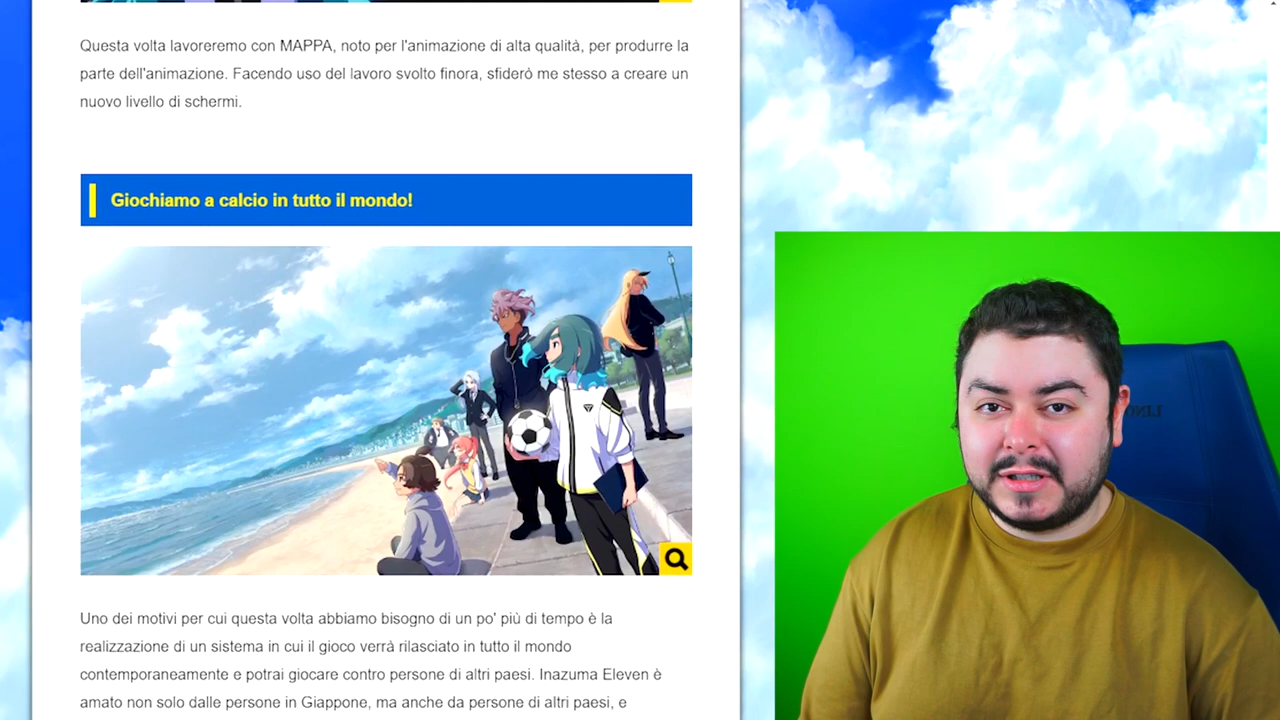 Questa volta lavoreremo con MAPPA, noto per l'animazione di alta qualità, per produrre la
parte dell'animazione. Facendo uso del lavoro svolto finora, sfiderò me stesso a creare un
nuovo livello di schermi.
Giochiamo a calcio in tutto il mondo!
Uno dei motivi per cui questa volta abbiamo bisogno di un po' più di tempo è la
realizzazione di un sistema in cui il gioco verrà rilasciato in tutto il mondo
contemporaneamente e potrai giocare contro persone di altri paesi. Inazuma Eleven è
amato non solo dalle persone in Giappone, ma anche da persone di altri paesi, e